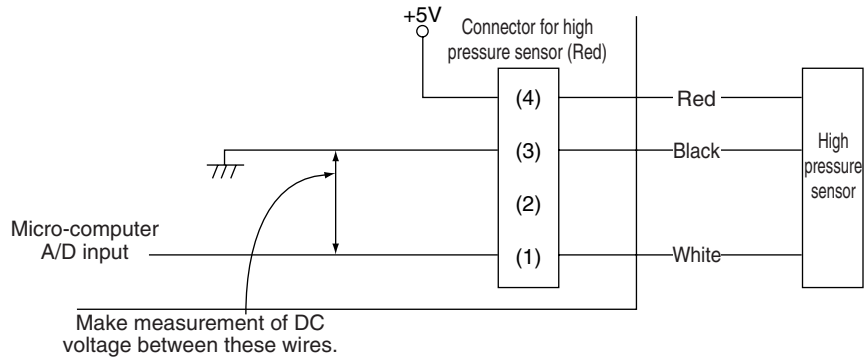 +5V
Connector for high
pressure sensor (Red)
(4)
Red
(3)
Black
High
pressure
sensor
(2)
Micro-computer
A/D input
(1)
White
Make measurement of DC
voltage between these wires.